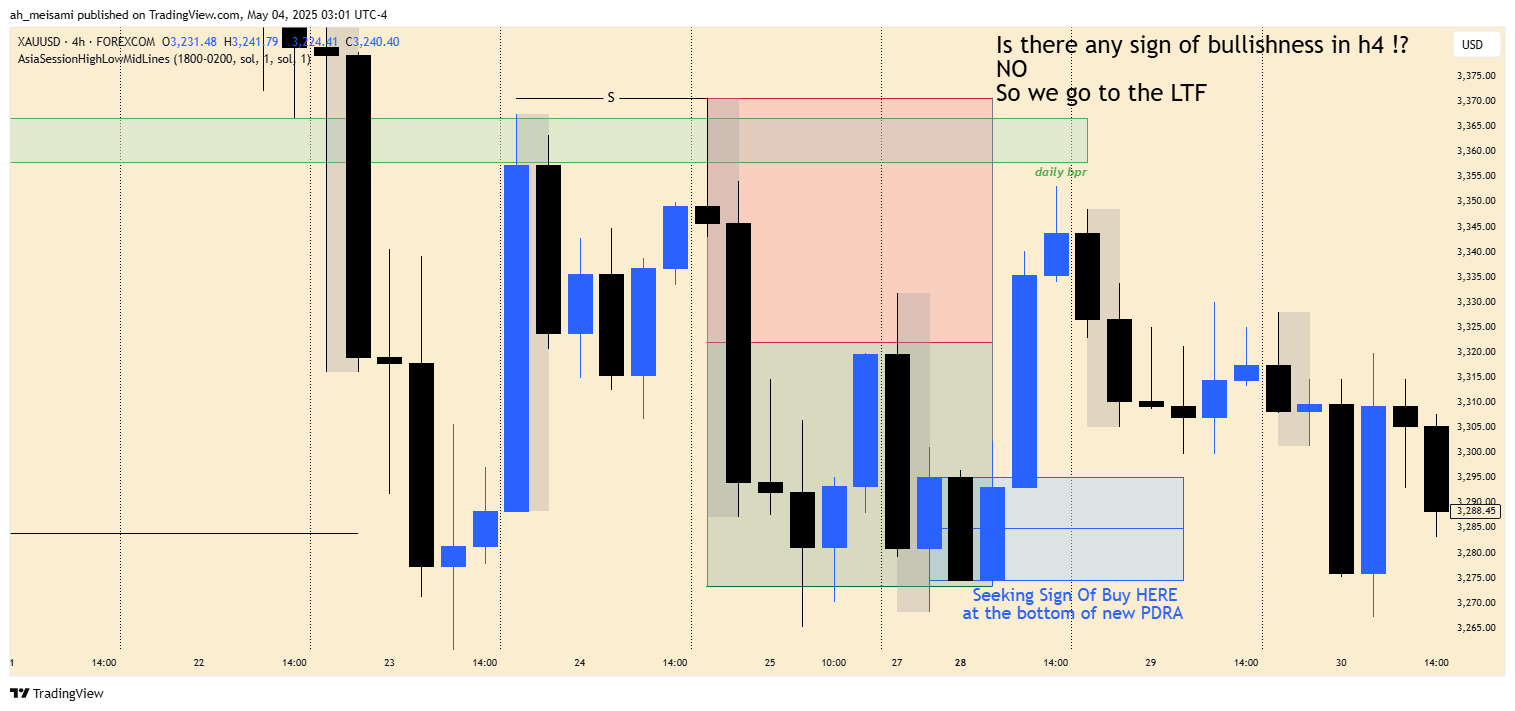 ah_meisami published on TradingView.com, May 04, 2025 03:01 UTC-4
XAUUSD · 4h · FOREXCOM O3,231.48 H3,241.79 L3,224.41 C3,240.40
AsiaSessionHighLowMidLines (1800-0200, sol, 1, sol, 1)
Is there any sign of bullishness in h4 !?
NO
So we go to the LTF
USD
S
daily bpr
Seeking Sign Of Buy HERE
at the bottom of new PDRA
3,375.00
3,370.00
3,365.00
3,360.00
3,355.00
3,350.00
3,345.00
3,340.00
3,335.00
3,330.00
3,325.00
3,320.00
3,315.00
3,310.00
3,305.00
3,300.00
3,295.00
3,290.00
3,288.45
3,285.00
3,280.00
3,275.00
3,270.00
3,265.00
1 14:00 22 14:00 23 14:00 24 14:00 25 10:00 27 28 14:00 29 14:00 30 14:00
TradingView